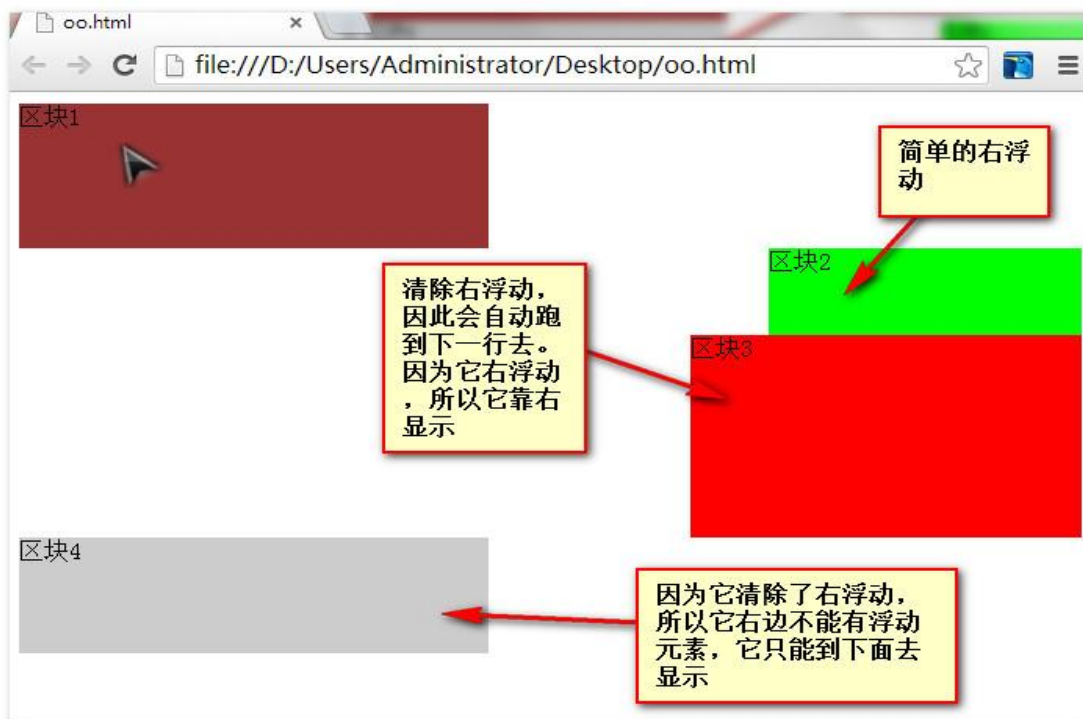 oo.html
file:///D:/Users/Administrator/Desktop/oo.html
区块1
简单的右浮
动
区块2
清除右浮动，
因此会自动跑
到下一行去。
因为它右浮动
，所以它靠右
显示
区块3
区块4
因为它清除了右浮动，
所以它右边不能有浮动
元素，它只能到下面去
显示